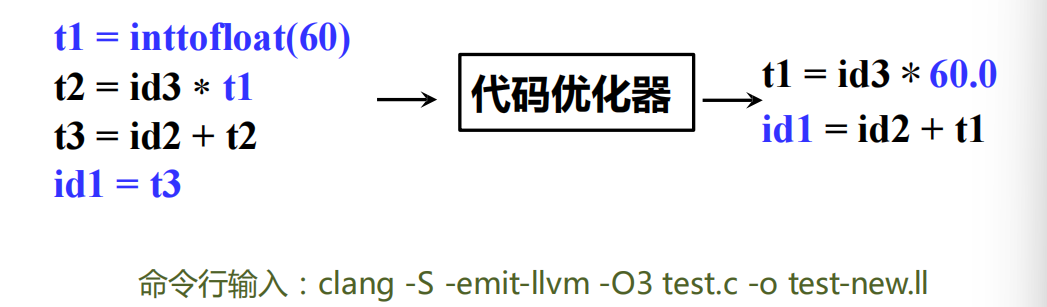 t1 = inttofloat(60)
t2 = id3 * t1
t3 = id2 + t2
id1 = t3
代码优化器
t1 = id3 * 60.0
id1 = id2 + t1
命令行输入：clang -S -emit-llvm -O3 test.c -o test-new.ll